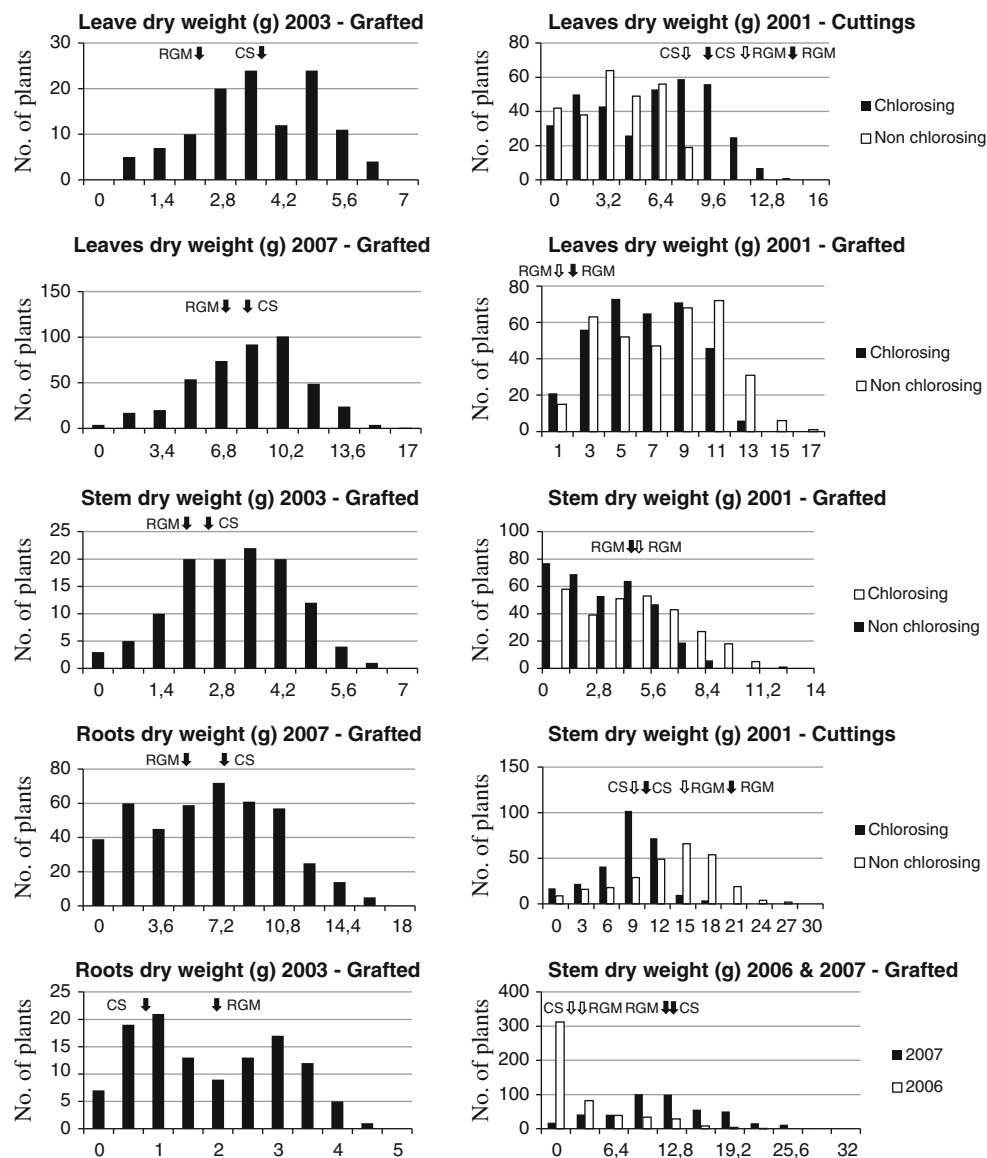 Leave dry weight (g) 2003 - Grafted
No. of plants
30
20
10
0
RGM CS
0 1,4 2,8 4,2 5,6 7
Leaves dry weight (g) 2001 - Cuttings
80
60
40
20
0
CS CS RGM RGM
0 3,2 6,4 9,6 12,8 16
Chlorosing
Non chlorosing
Leaves dry weight (g) 2007 - Grafted
No. of plants
150
100
50
0
RGM CS
0 3,4 6,8 10,2 13,6 17
Leaves dry weight (g) 2001 - Grafted
RGM RGM
No. of plants
80
60
40
20
0
1 3 5 7 9 11 13 15 17
Chlorosing
Non chlorosing
Stem dry weight (g) 2003 - Grafted
RGM CS
No. of plants
25
20
15
10
5
0
0 1,4 2,8 4,2 5,6 7
Stem dry weight (g) 2001 - Grafted
No. of plants
100
80
60
40
20
0
RGM RGM
0 2,8 5,6 8,4 11,2 14
Chlorosing
Non chlorosing
Roots dry weight (g) 2007 - Grafted
RGM CS
No. of plants
80
60
40
20
0
0 3,6 7,2 10,8 14,4 18
Stem dry weight (g) 2001 - Cuttings
No. of plants
150
100
50
0
CS CS RGM RGM
0 3 6 9 12 15 18 21 24 27 30
Chlorosing
Non chlorosing
Roots dry weight (g) 2003 - Grafted
No. of plants
25
20
15
10
5
0
CS RGM
0 1 2 3 4 5
Stem dry weight (g) 2006 & 2007 - Grafted
No. of plants
400
300
200
100
0
CS RGM RGM CS
0 6,4 12,8 19,2 25,6 32
2007
2006